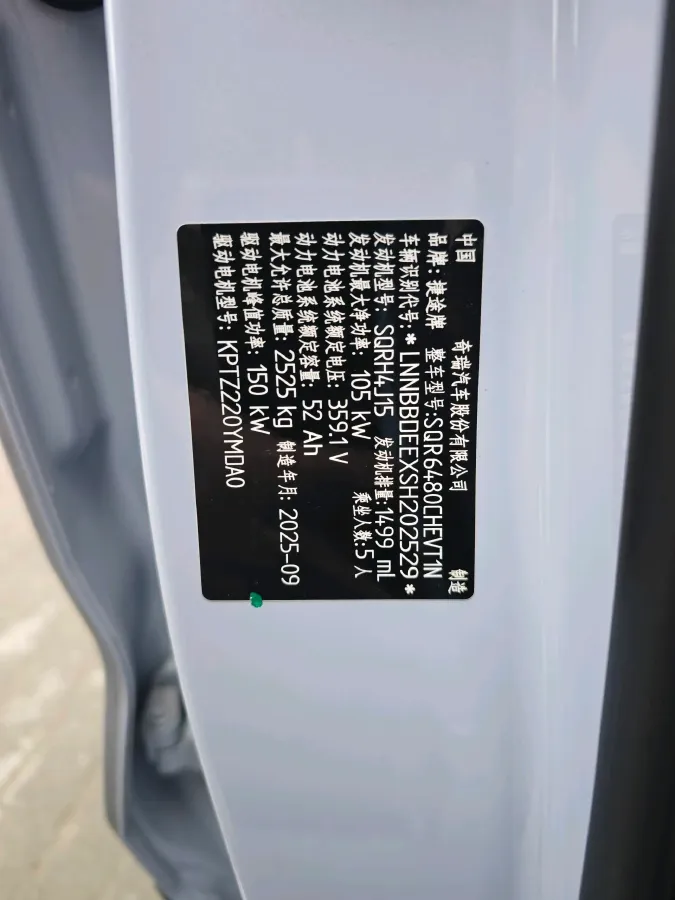 中国 奇瑞汽车股份有限公司 制造
品牌: 捷途牌 整车型号:SQR6480CHEVT1N
车辆识别代号:*LNNBBDEEXSH202529*
发动机型号: SQRH4J15 发动机排量:1499 mL
发动机最大净功率: 105 kW 乘坐人数:5人
动力电池系统额定电压: 359.1 V
动力电池系统额定容量: 52 Ah
最大允许总质量: 2525 kg 制造年月: 2025-09
驱动电机峰值功率: 150 kW
驱动电机型号: KPTZ220YMDA0